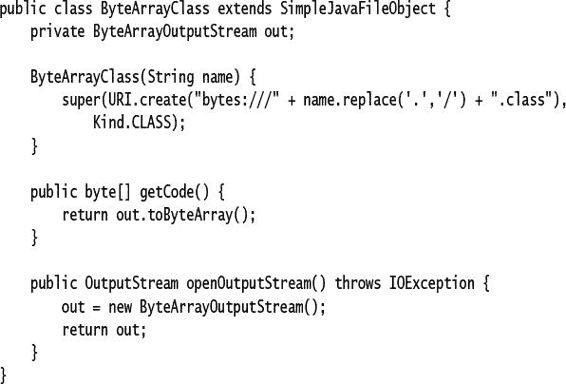 public class ByteArrayClass extends SimpleJavaFileObject {
    private ByteArrayOutputStream out;

    ByteArrayClass(String name) {
        super(URI.create("bytes:///" + name.replace('.','/') + ".class"),
            Kind.CLASS);
    }

    public byte[] getCode() {
        return out.toByteArray();
    }

    public OutputStream openOutputStream() throws IOException {
        out = new ByteArrayOutputStream();
        return out;
    }
}